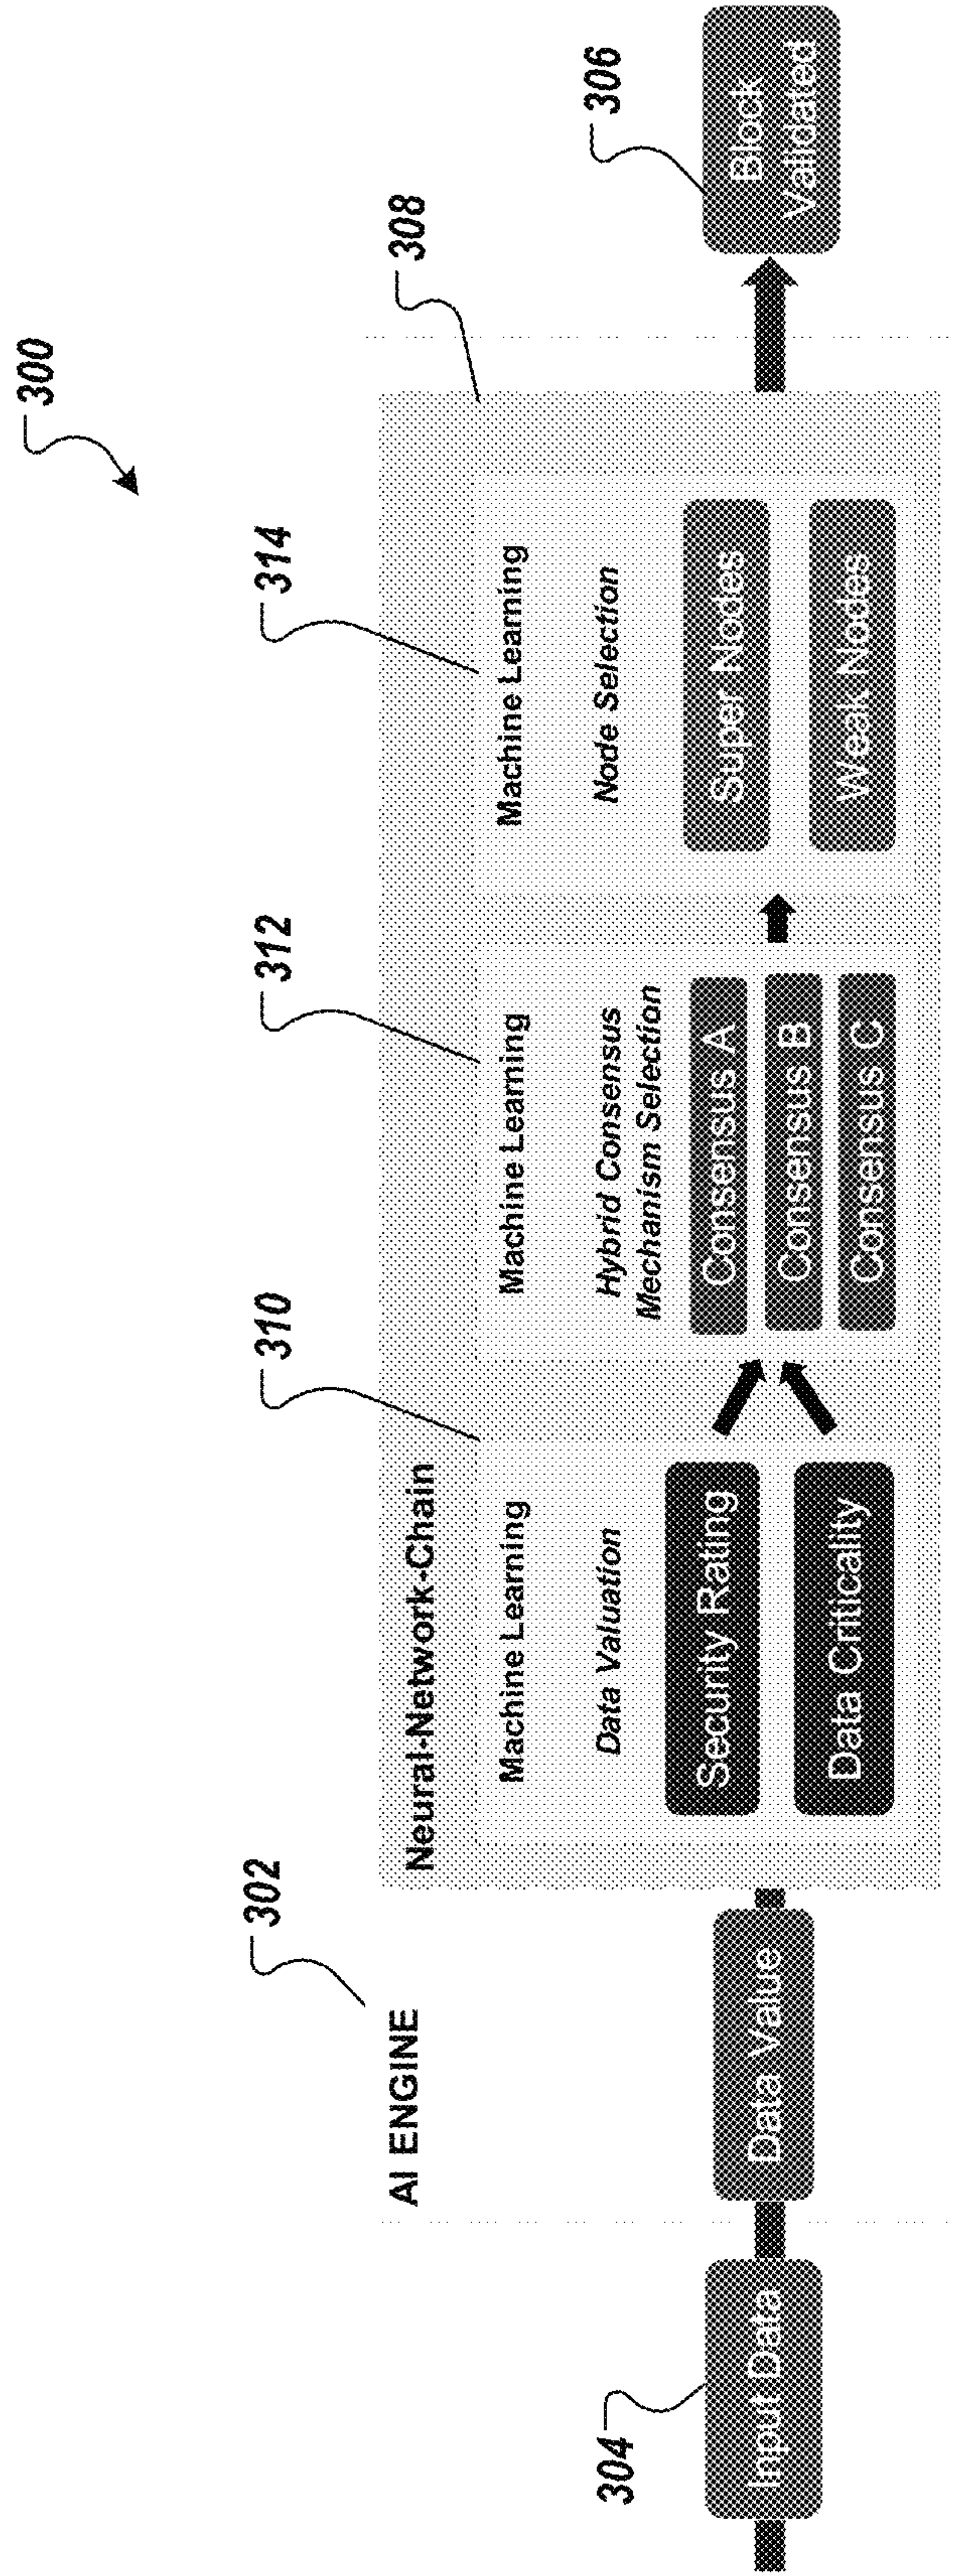 300
302
AI ENGINE
304
Input Data
Data Value
308
Neural-Network-Chain
310
Machine Learning
Data Valuation
Security Rating
Data Criticality
312
Machine Learning
Hybrid Consensus
Mechanism Selection
Consensus A
Consensus B
Consensus C
314
Machine Learning
Node Selection
Super Nodes
Weak Nodes
306
Block
Validated